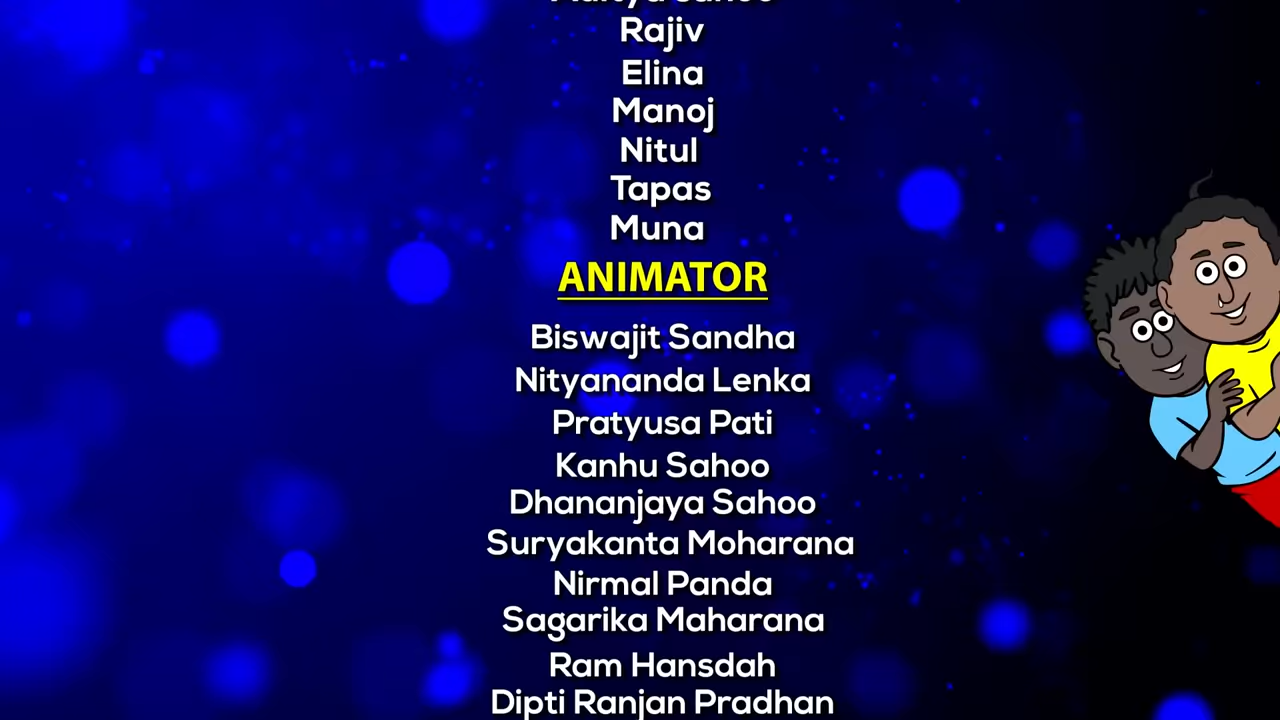 Rajiv
Elina
Manoj
Nitul
Tapas
Muna
ANIMATOR
Biswajit Sandha
Nityananda Lenka
Pratyusa Pati
Kanhu Sahoo
Dhananjaya Sahoo
Suryakanta Moharana
Nirmal Panda
Sagarika Maharana
Ram Hansdah
Dipti Ranjan Pradhan